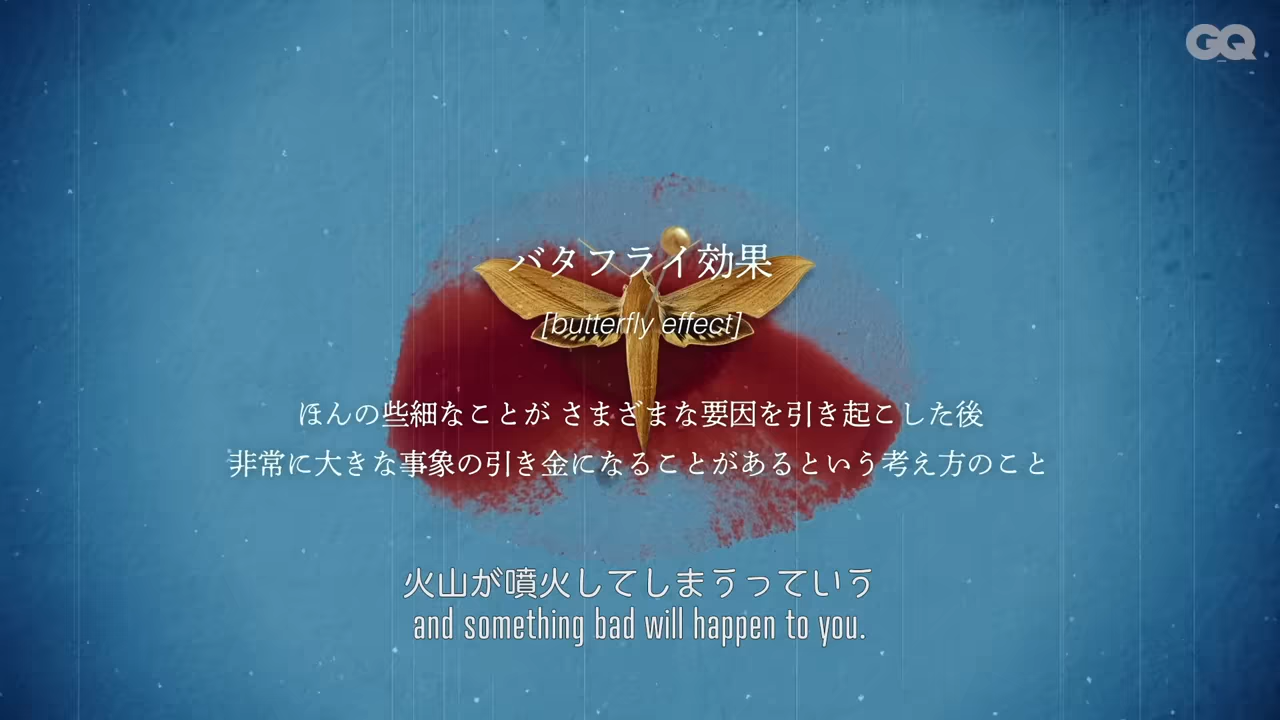 GQ
バタフライ効果
[butterfly effect]
ほんの些細なことが さまざまな要因を引き起こした後
非常に大きな事象の引き金になることがあるという考え方のこと
火山が噴火してしまうっていう
and something bad will happen to you.